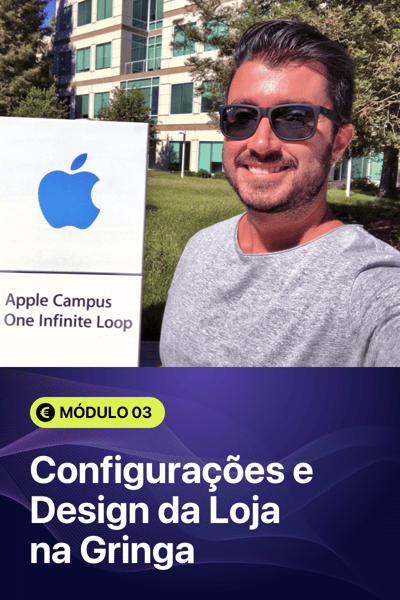 Apple Campus
One Infinite Loop
€ MÓDULO 03
Configurações e
Design da Loja
na Gringa